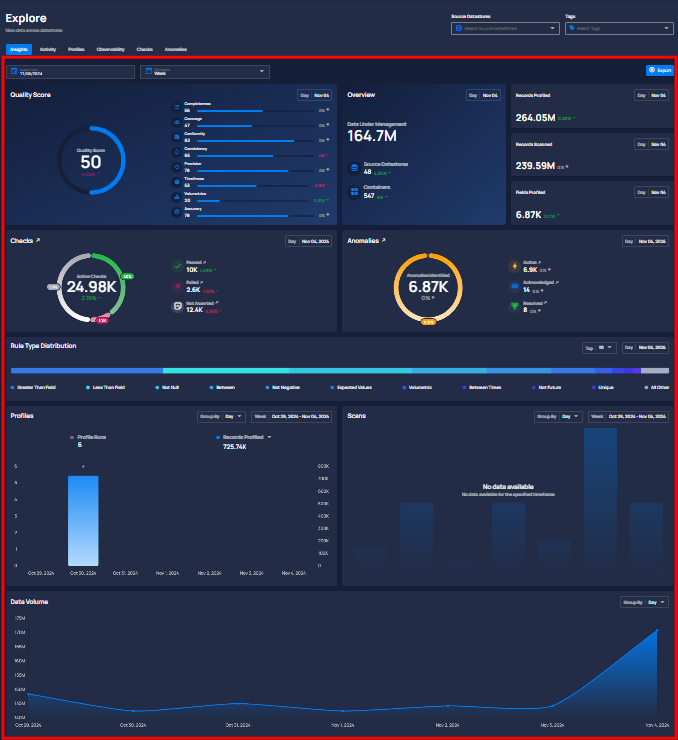 Explore
View data across datastores
Source Datastores
Select Source Datastores
Tags
Select Tags
Insights Activity Profiles Observability Checks Anomalies
11/06/2024
Week
Export
Quality Score
Day Nov 04
Quality Score
50
Completeness
56
0%
Coverage
47
0%
Conformity
83
0%
Consistency
65
Precision
78
0%
Timeliness
52
Volumetrics
20
Accuracy
78
0%
Overview
Day Nov 04
Data Under Management
164.7M
Source Datastores
48
Containers
547
Records Profiled
Day Nov 04
264.05M
Records Scanned
Day Nov 04
239.59M
0%
Fields Profiled
Day Nov 04
6.87K
Checks
Day Nov 04, 2024
Active Checks
24.98K
Passed
10K
Failed
2.6K
Not Asserted
12.4K
Anomalies
Day Nov 04, 2024
Anomalies Identified
6.87K
0%
Active
6.9K 0%
Acknowledged
14 0%
Resolved
8 0%
Rule Type Distribution
Top 10
Day Nov 04, 2024
Greater Than Field Less Than Field Not Null Between Not Negative Expected Values Volumetric Between Times Not Future Unique All Other
Profiles
Group By Day
Week Oct 29, 2024 - Nov 04, 2024
Profile Runs
6
Records Profiled
725.74K
800K
700K
600K
500K
400K
300K
200K
100K
0
Oct 29, 2024 Oct 30, 2024 Oct 31, 2024 Nov 1, 2024 Nov 2, 2024 Nov 3, 2024 Nov 4, 2024
Scans
Group By Day
Week Oct 29, 2024 - Nov 04, 2024
No data available
No data available for the specified timeframe
Data Volume
Group By Day
175M
170M
165M
160M
155M
150M
145M
140M
Oct 29, 2024 Oct 30, 2024 Oct 31, 2024 Nov 1, 2024 Nov 2, 2024 Nov 3, 2024 Nov 4, 2024